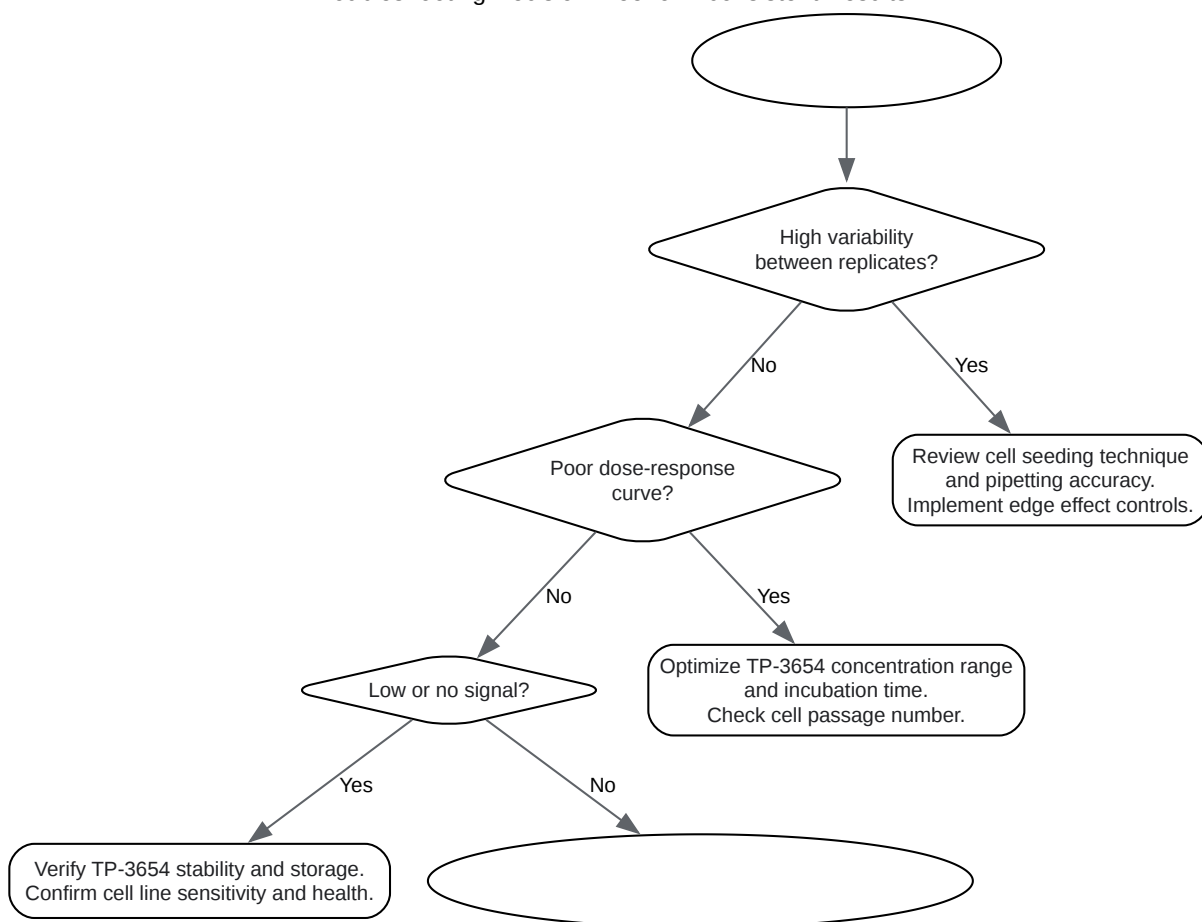 High variability
between replicates?
No
Yes
Poor dose-response
curve?
Review cell seeding technique
and pipetting accuracy.
Implement edge effect controls.
No
Yes
Low or no signal?
Optimize TP-3654 concentration range
and incubation time.
Check cell passage number.
Yes
No
Verify TP-3654 stability and storage.
Confirm cell line sensitivity and health.